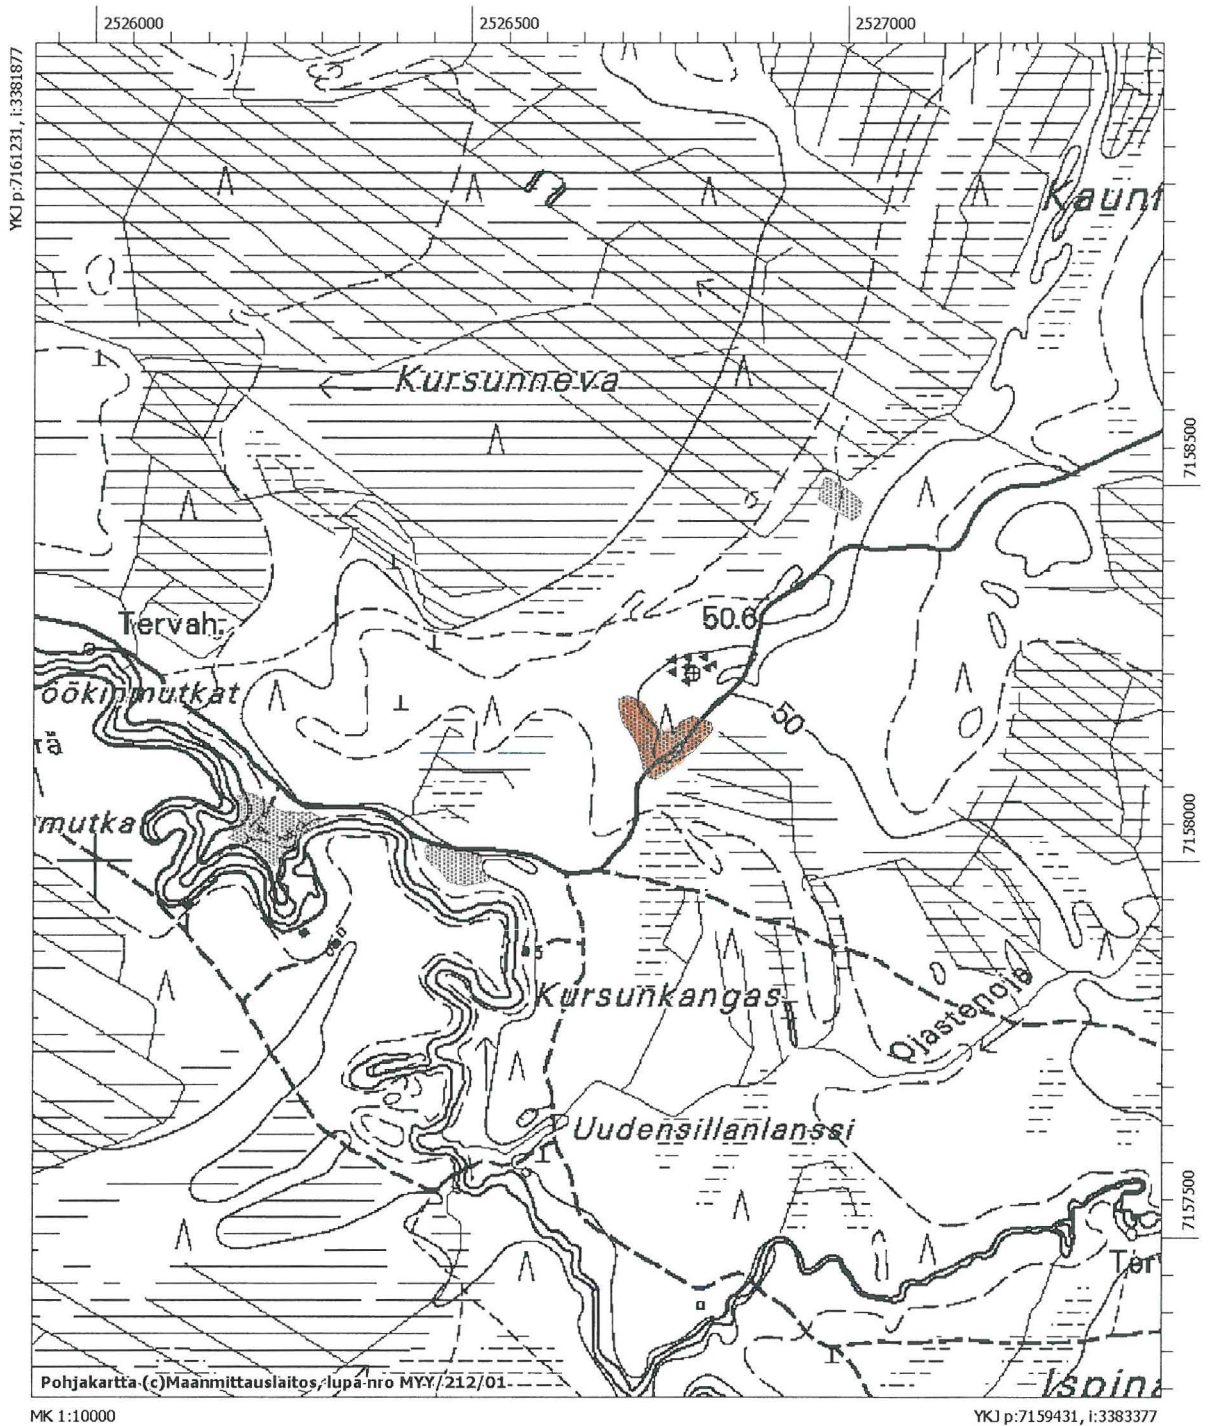 2526000
2526500
2527000
YKJ p:7161231, i:3381877
Kursunneva
7158500
Tervah.
50.6
50
mutka
7158000
Kursunkangas
Ojastenoja
Uudensillanlanssi
7157500
Ter
Pohjakartta (c)Maanmittauslaitos, lupa-nro MYY/212/01
MK 1:10000
YKJ p:7159431, i:3383377